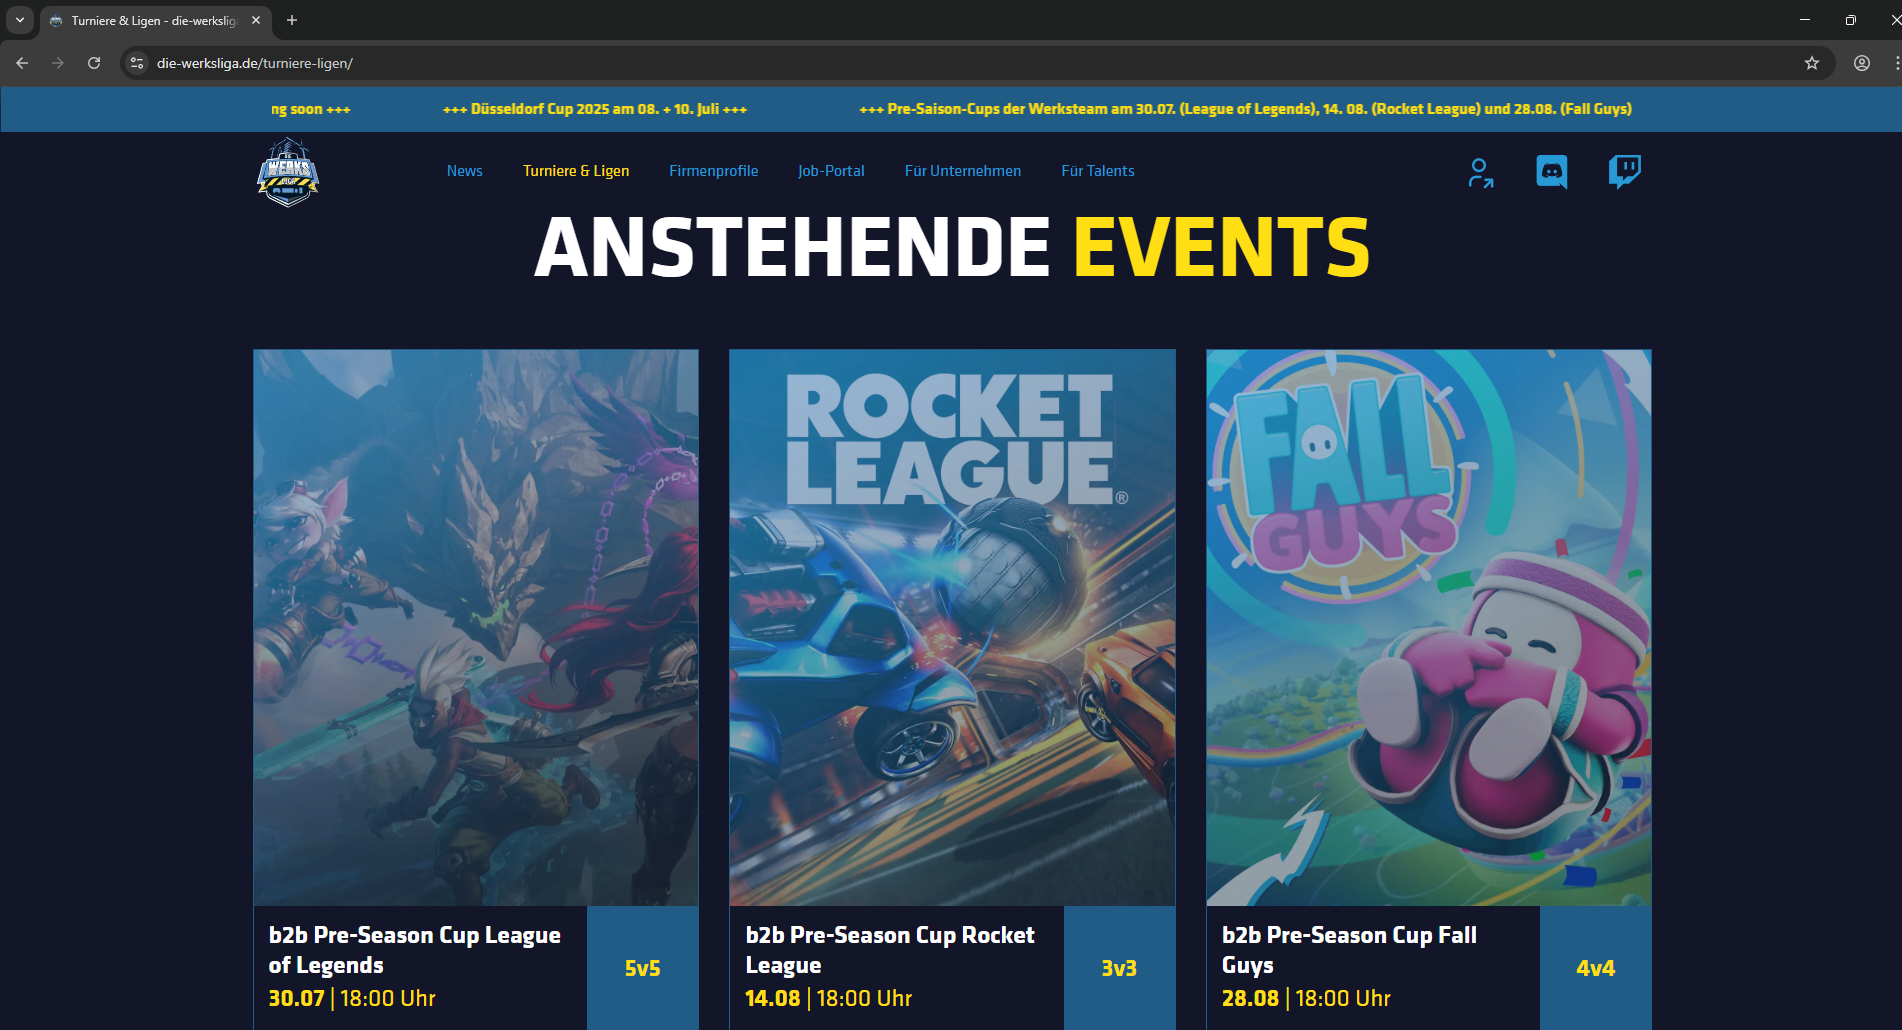 Turniere & Ligen - die-werkslig
die-werksliga.de/turniere-ligen/
ng soon +++ +++ Düsseldorf Cup 2025 am 08. + 10. Juli +++ +++ Pre-Saison-Cups der Werksteam am 30.07. (League of Legends), 14. 08. (Rocket League) und 28.08. (Fall Guys)
WERKS
LIGA
News Turniere & Ligen Firmenprofile Job-Portal Für Unternehmen Für Talents
ANSTEHENDE EVENTS
ROCKET
LEAGUE®
FALL
GUYS
b2b Pre-Season Cup League
of Legends
30.07 | 18:00 Uhr
5v5
b2b Pre-Season Cup Rocket
League
14.08 | 18:00 Uhr
3v3
b2b Pre-Season Cup Fall
Guys
28.08 | 18:00 Uhr
4v4